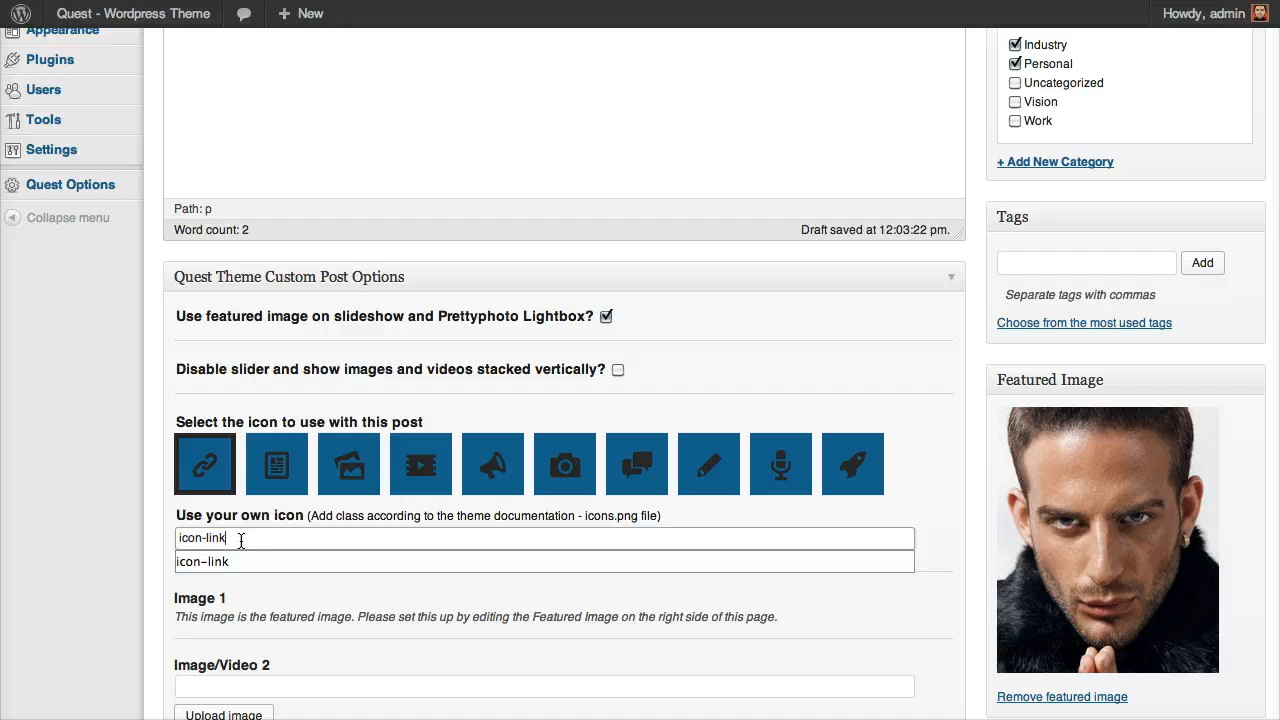 Quest - Wordpress Theme
New
Howdy, admin
Appearance
Plugins
Users
Tools
Settings
Quest Options
Collapse menu
Path: p
Word count: 2
Draft saved at 12:03:22 pm.
Quest Theme Custom Post Options
Use featured image on slideshow and Prettyphoto Lightbox?
Disable slider and show images and videos stacked vertically?
Select the icon to use with this post
Use your own icon (Add class according to the theme documentation - icons.png file)
icon-link
icon-link
Image 1
This image is the featured image. Please set this up by editing the Featured Image on the right side of this page.
Image/Video 2
Upload image
Industry
Personal
Uncategorized
Vision
Work
+ Add New Category
Tags
Add
Separate tags with commas
Choose from the most used tags
Featured Image
Remove featured image